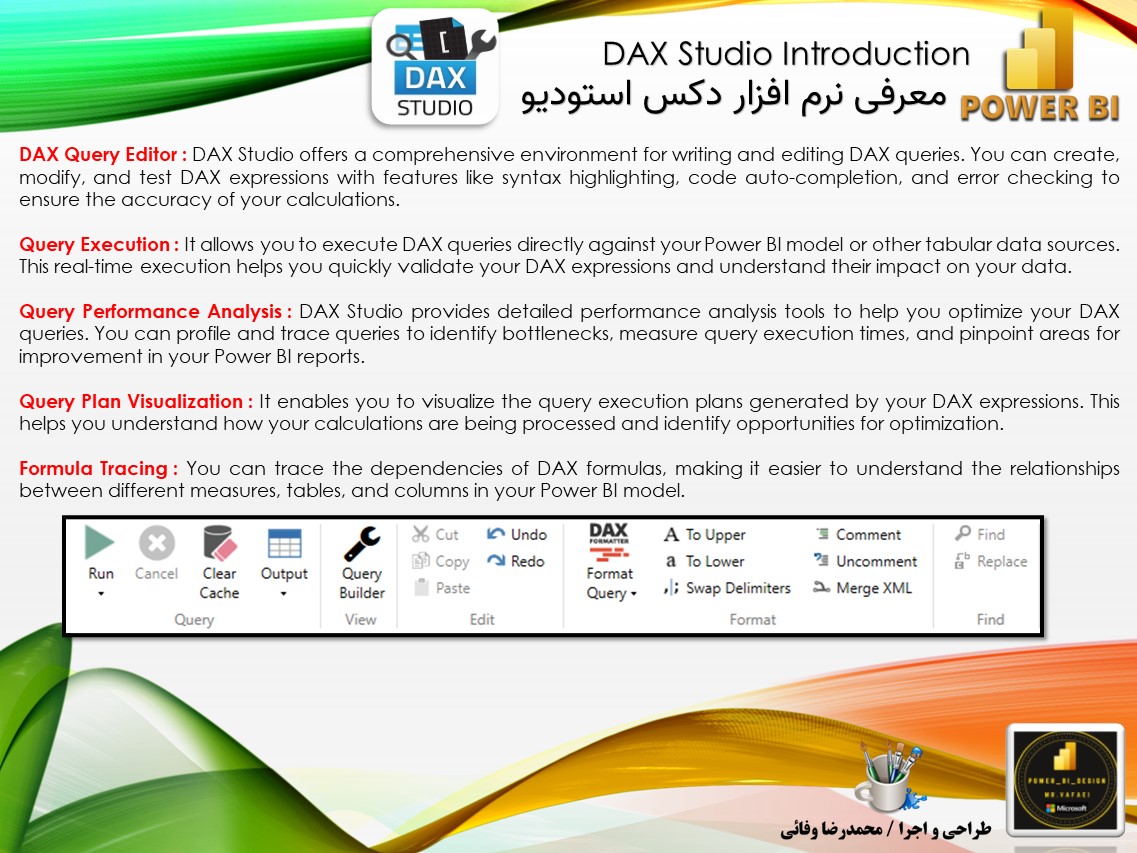 DAX
STUDIO
DAX Studio Introduction
معرفی نرم افزار دکس استودیو
POWER BI
DAX Query Editor : DAX Studio offers a comprehensive environment for writing and editing DAX queries. You can create,
modify, and test DAX expressions with features like syntax highlighting, code auto-completion, and error checking to
ensure the accuracy of your calculations.
Query Execution : It allows you to execute DAX queries directly against your Power BI model or other tabular data sources.
This real-time execution helps you quickly validate your DAX expressions and understand their impact on your data.
Query Performance Analysis : DAX Studio provides detailed performance analysis tools to help you optimize your DAX
queries. You can profile and trace queries to identify bottlenecks, measure query execution times, and pinpoint areas for
improvement in your Power BI reports.
Query Plan Visualization : It enables you to visualize the query execution plans generated by your DAX expressions. This
helps you understand how your calculations are being processed and identify opportunities for optimization.
Formula Tracing : You can trace the dependencies of DAX formulas, making it easier to understand the relationships
between different measures, tables, and columns in your Power BI model.
Run
Cancel
Clear
Cache
Output
Query
Query
Builder
View
Cut
Copy
Paste
Undo
Redo
Edit
DAX
FORMATTER
Format
Query
A To Upper
a To Lower
Swap Delimiters
Comment
Uncomment
Merge XML
Format
Find
Replace
Find
POWER_BI_DESIGN
MR.VAFAEI
Microsoft
طراحی و اجرا / محمدرضا وفائی